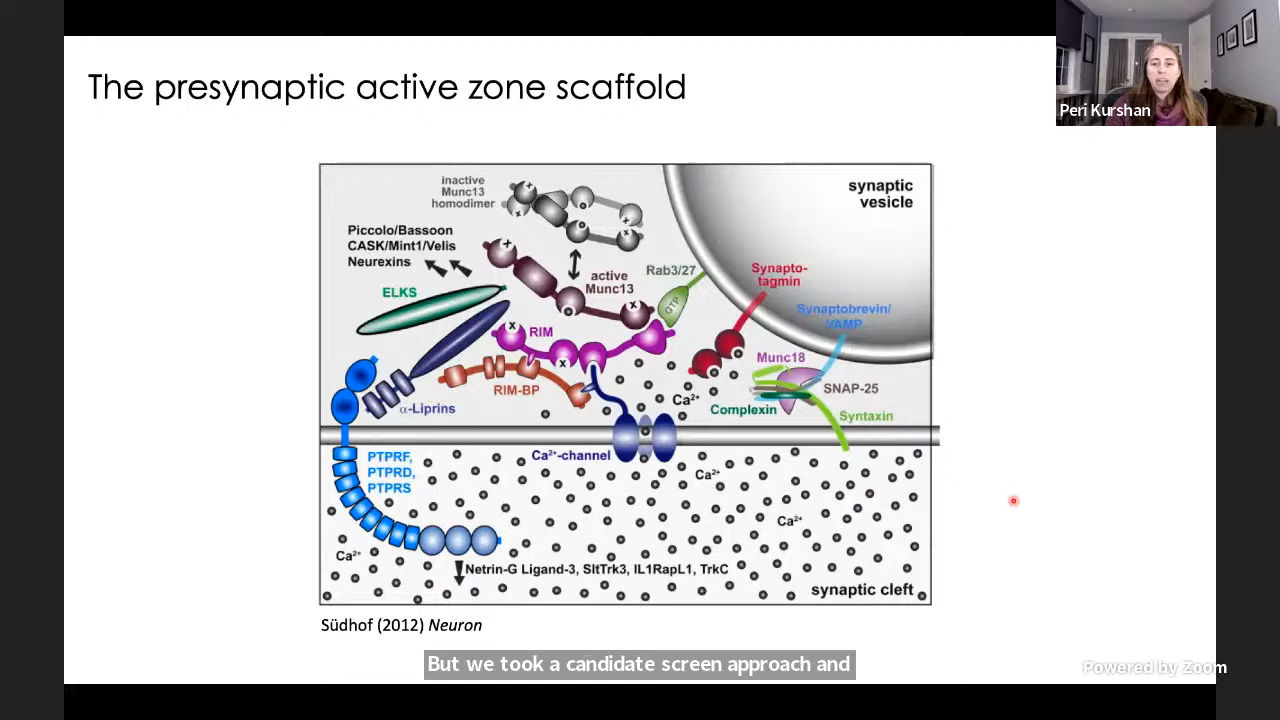 The presynaptic active zone scaffold
Peri Kurshan
inactive
Munc13
homodimer
synaptic
vesicle
Piccolo/Bassoon
CASK/Mint1/Velis
Neurexins
ELKS
active
Munc13
Rab3/27
GTP
Synapto-
tagmin
Synaptobrevin/
VAMP
x
x
x
x
x
x
x
x
RIM
RIM-BP
α-Liprins
Munc18
SNAP-25
Complexin
Syntaxin
Ca²⁺
Ca²⁺-channel
PTPRF,
PTPRD,
PTPRS
Ca²⁺
Ca²⁺
Ca²⁺
Netrin-G Ligand-3, SltTrk3, IL1RapL1, TrkC
synaptic cleft
Südhof (2012) Neuron
But we took a candidate screen approach and
Powered by Zoom